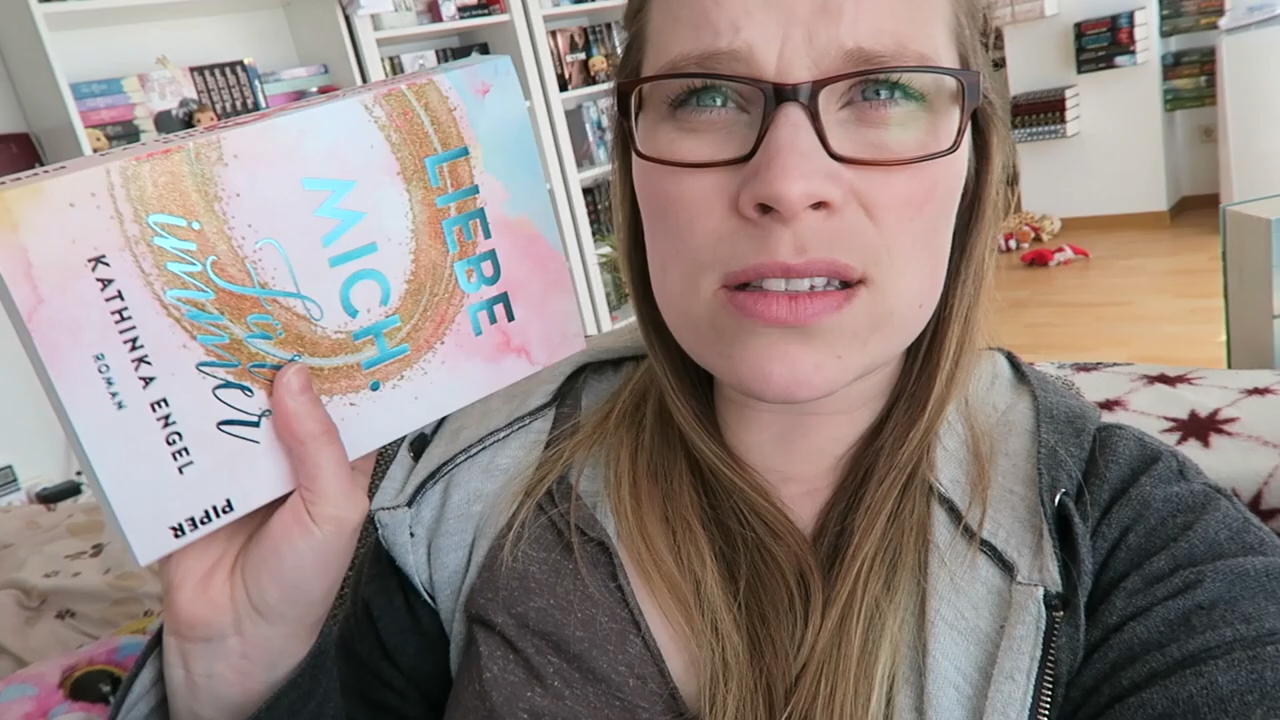 LIEBE
MICH.
Für
immer
KATHINKA ENGEL
ROMAN
PIPER